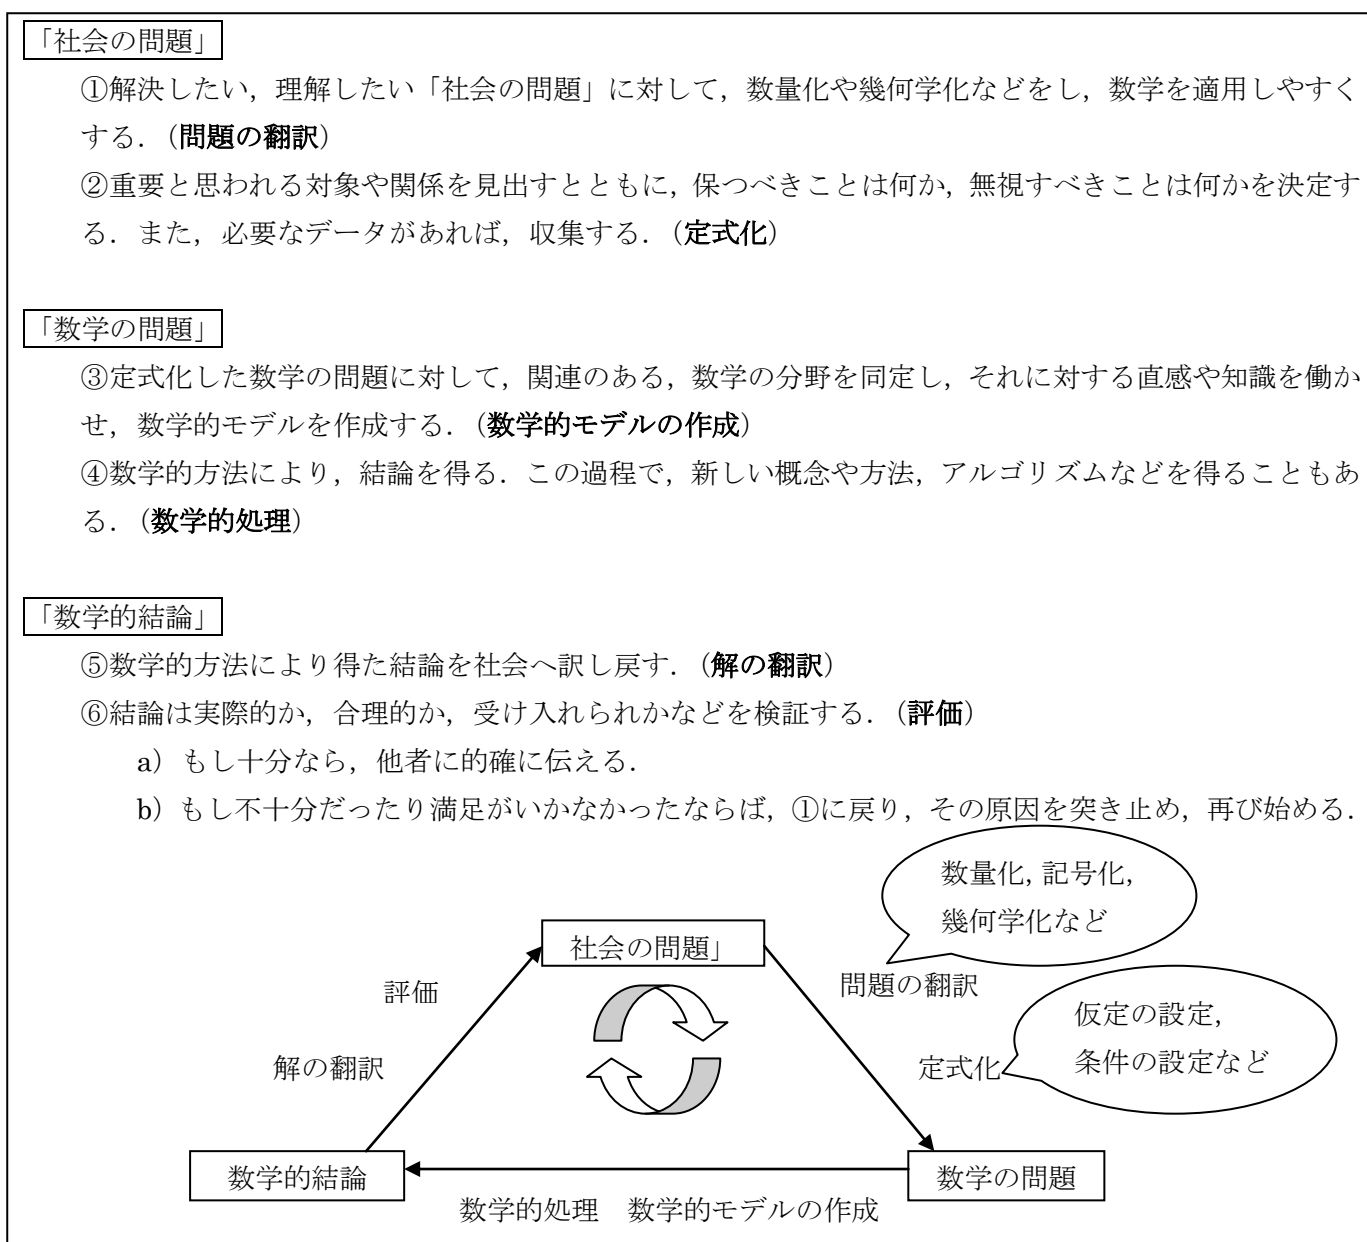 「社会の問題」
①解決したい，理解したい「社会の問題」に対して，数量化や幾何学化などをし，数学を適用しやすく
する．（問題の翻訳）
②重要と思われる対象や関係を見出すとともに，保つべきことは何か，無視すべきことは何かを決定す
る．また，必要なデータがあれば，収集する．（定式化）
「数学の問題」
③定式化した数学の問題に対して，関連のある，数学の分野を同定し，それに対する直感や知識を働か
せ，数学的モデルを作成する．（数学的モデルの作成）
④数学的方法により，結論を得る．この過程で，新しい概念や方法，アルゴリズムなどを得ることもあ
る．（数学的処理）
「数学的結論」
⑤数学的方法により得た結論を社会へ訳し戻す．（解の翻訳）
⑥結論は実際的か，合理的か，受け入れられかなどを検証する．（評価）
a）もし十分なら，他者に的確に伝える．
b）もし不十分だったり満足がいかなかったならば，①に戻り，その原因を突き止め，再び始める．
数量化，記号化，
幾何学化など
社会の問題」
評価
問題の翻訳
仮定の設定，
条件の設定など
解の翻訳
定式化
数学的結論
数学の問題
数学的処理　数学的モデルの作成